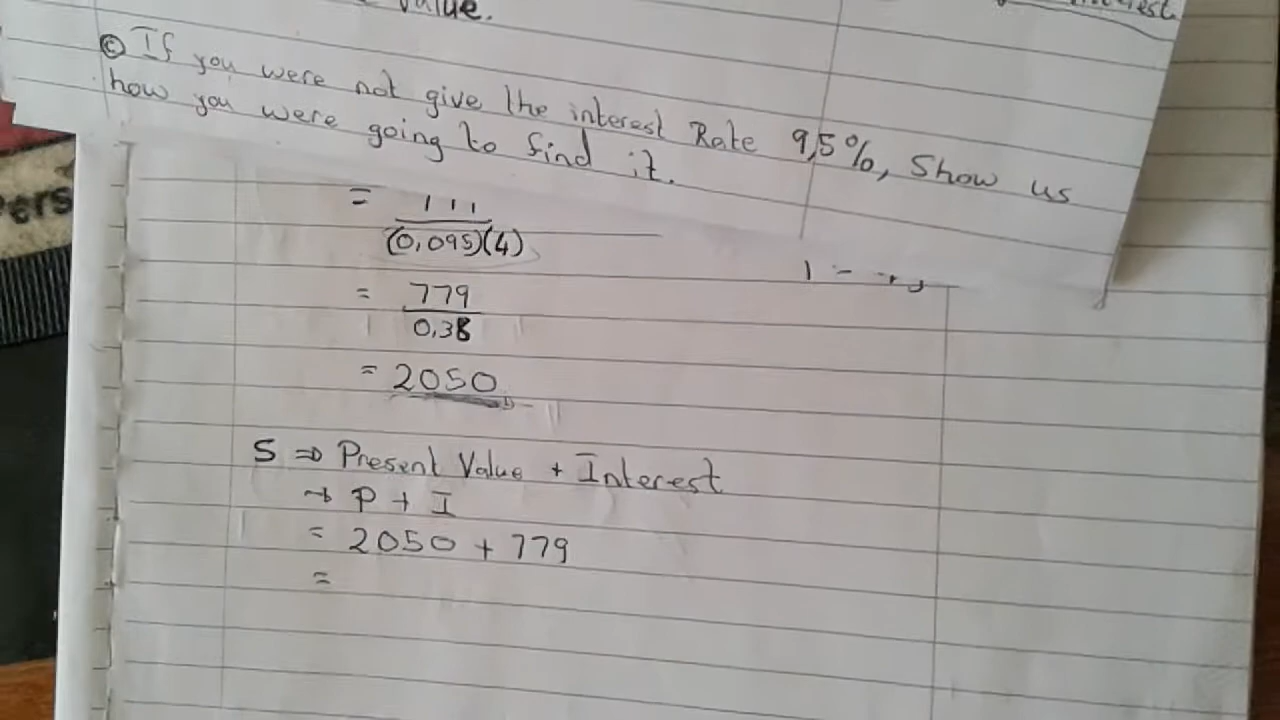 value.
© If you were not give the interest Rate 9,5%, Show us
how you were going to find it.
pers
=
(0,095)(4)
= 779
0,38
= 2050
S ⇒ Present Value + Interest
→ P + I
= 2050 + 779
=